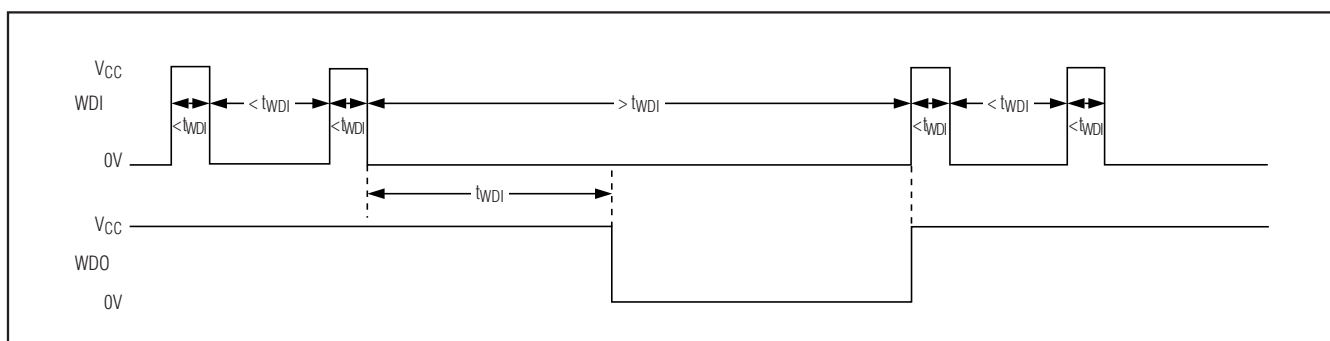 VCC
WDI
< tWDI
> tWDI
< tWDI
<tWDI
<tWDI
<tWDI
<tWDI
0V
tWDI
VCC
WDO
0V